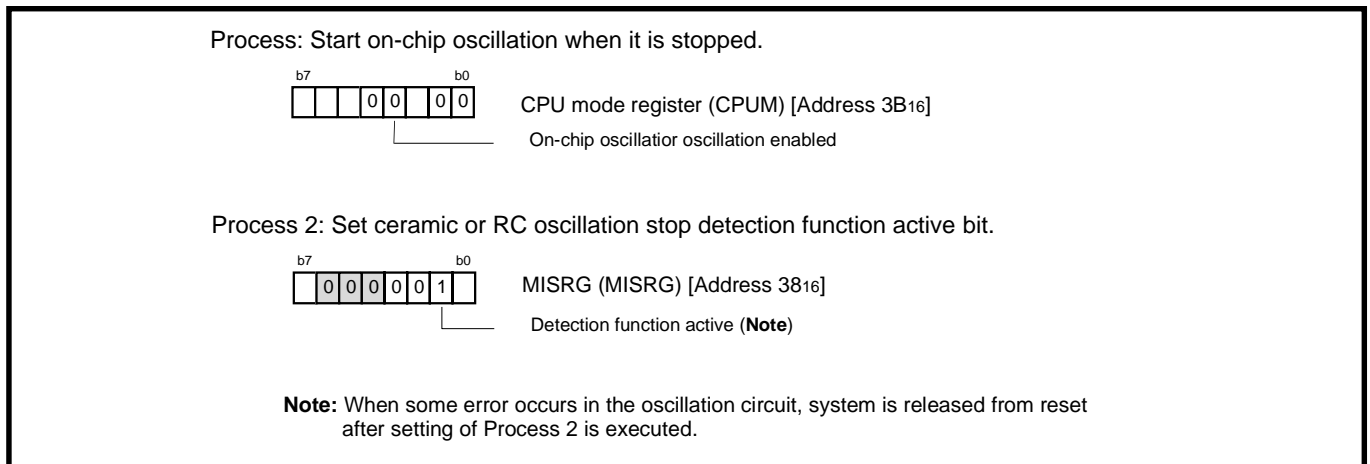 Process: Start on-chip oscillation when it is stopped.
b7 b0
0 0 0 0
CPU mode register (CPUM) [Address 3B16]
On-chip oscillatior oscillation enabled
Process 2: Set ceramic or RC oscillation stop detection function active bit.
b7 b0
0 0 0 0 0 1
MISRG (MISRG) [Address 3816]
Detection function active (Note)
Note: When some error occurs in the oscillation circuit, system is released from reset
after setting of Process 2 is executed.